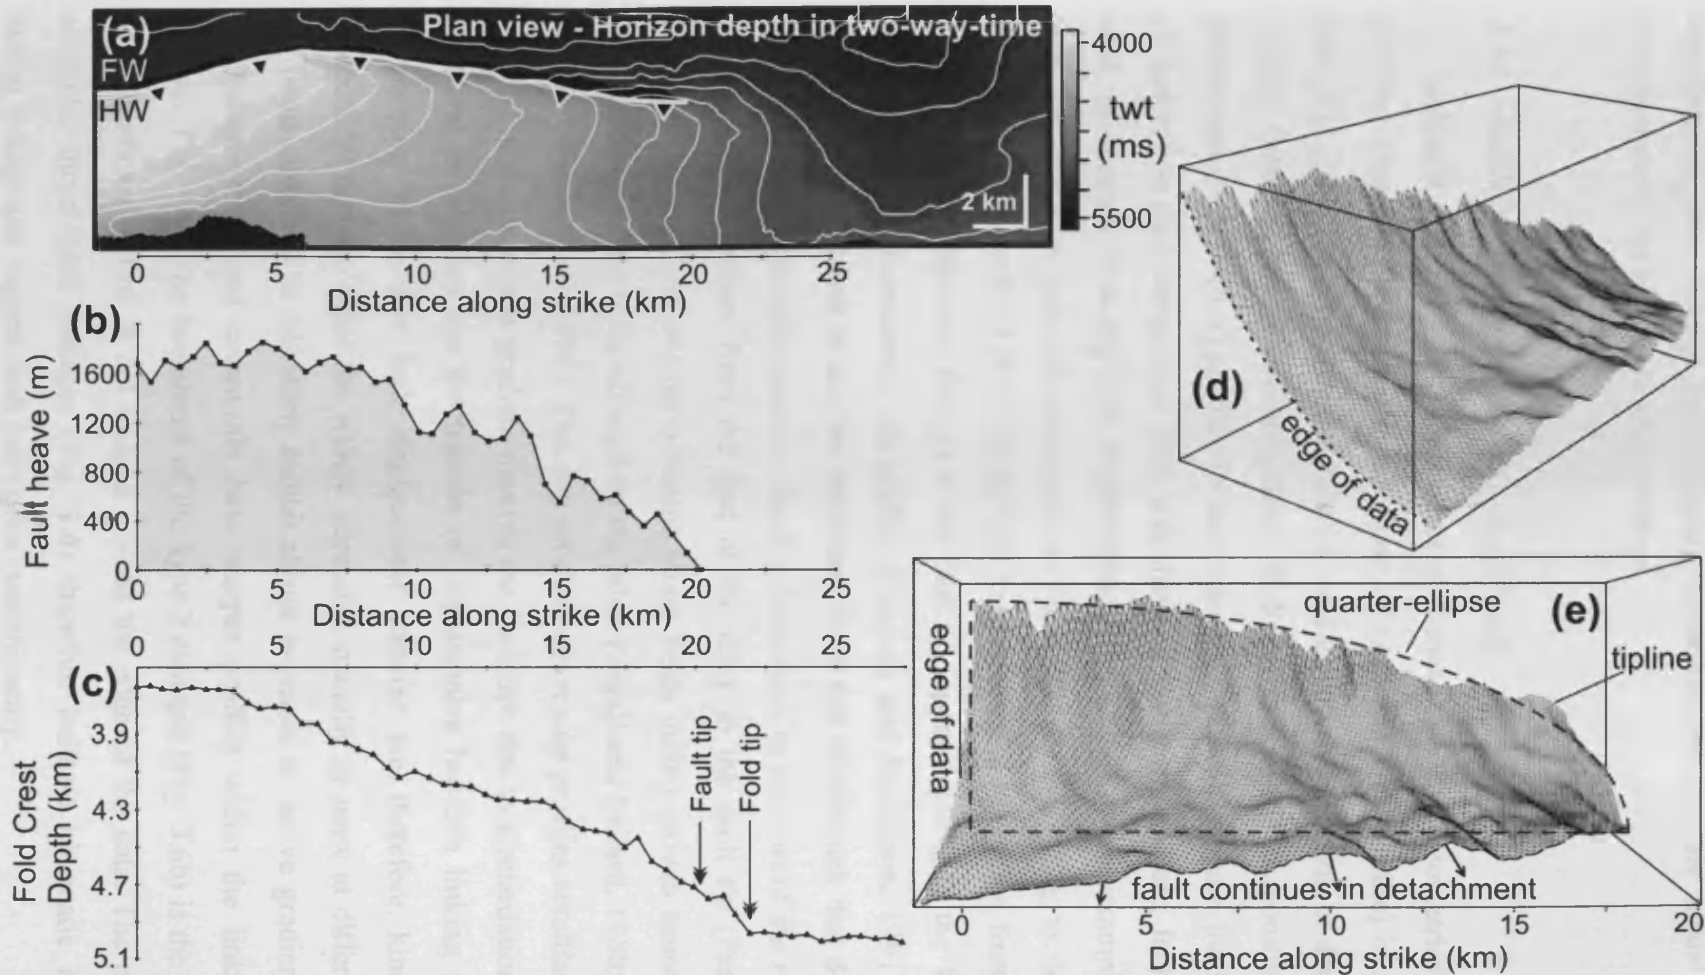 (a)
Plan view - Horizon depth in two-way-time
FW
HW
2 km
4000
twt
(ms)
5500
0 5 10 15 20 25
Distance along strike (km)
(b)
Fault heave (m)
1600
1200
800
400
0
0 5 10 15 20 25
Distance along strike (km)
0 5 10 15 20 25
(c)
Fold Crest
Depth (km)
3.9
4.3
4.7
5.1
Fault tip
Fold tip
(d)
edge of data
(e)
quarter-ellipse
tipline
edge of data
fault continues in detachment
0 5 10 15 20
Distance along strike (km)